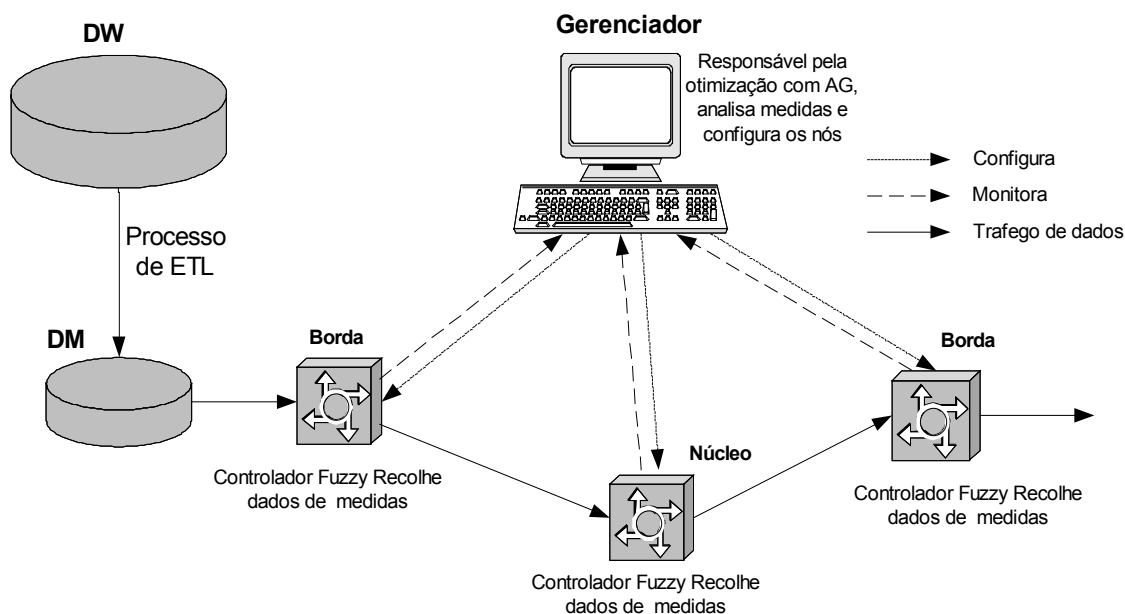 DW
Gerenciador
Responsável pela
otimização com AG,
analisa medidas e
configura os nós
Configura
Monitora
Trafego de dados
Processo
de ETL
DM
Borda
Borda
Núcleo
Controlador Fuzzy Recolhe
dados de medidas
Controlador Fuzzy Recolhe
dados de medidas
Controlador Fuzzy Recolhe
dados de medidas